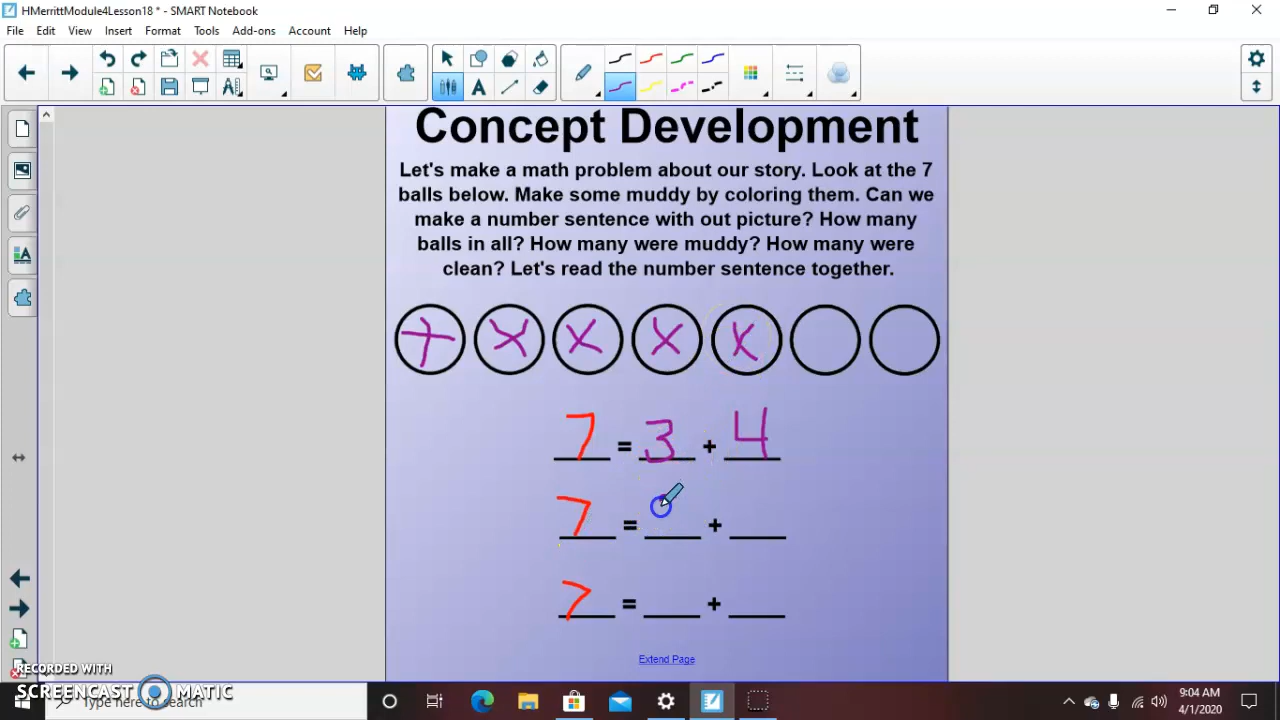 HMerrittModule4Lesson18 * - SMART Notebook
File Edit View Insert Format Tools Add-ons Account Help
Concept Development
Let's make a math problem about our story. Look at the 7
balls below. Make some muddy by coloring them. Can we
make a number sentence with out picture? How many
balls in all? How many were muddy? How many were
clean? Let's read the number sentence together.
7 = 3 + 4
7 = +
7 = +
Extend Page
RECORDED WITH
SCREENCAST MATIC
Type here to search
9:04 AM
4/1/2020